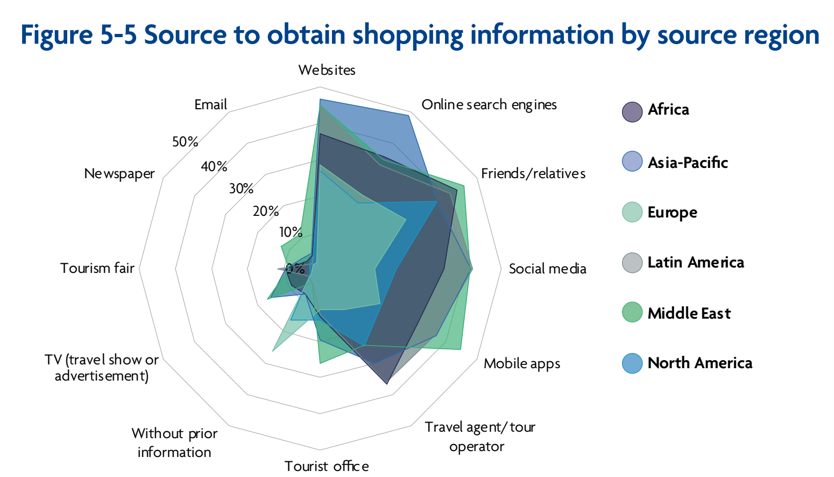 Figure 5-5 Source to obtain shopping information by source region
Websites
Email
Online search engines
50%
Newspaper
40%
Friends/relatives
30%
20%
10%
Tourism fair
0%
Social media
TV (travel show or
advertisement)
Mobile apps
Without prior
information
Travel agent/tour
operator
Tourist office
Africa
Asia-Pacific
Europe
Latin America
Middle East
North America